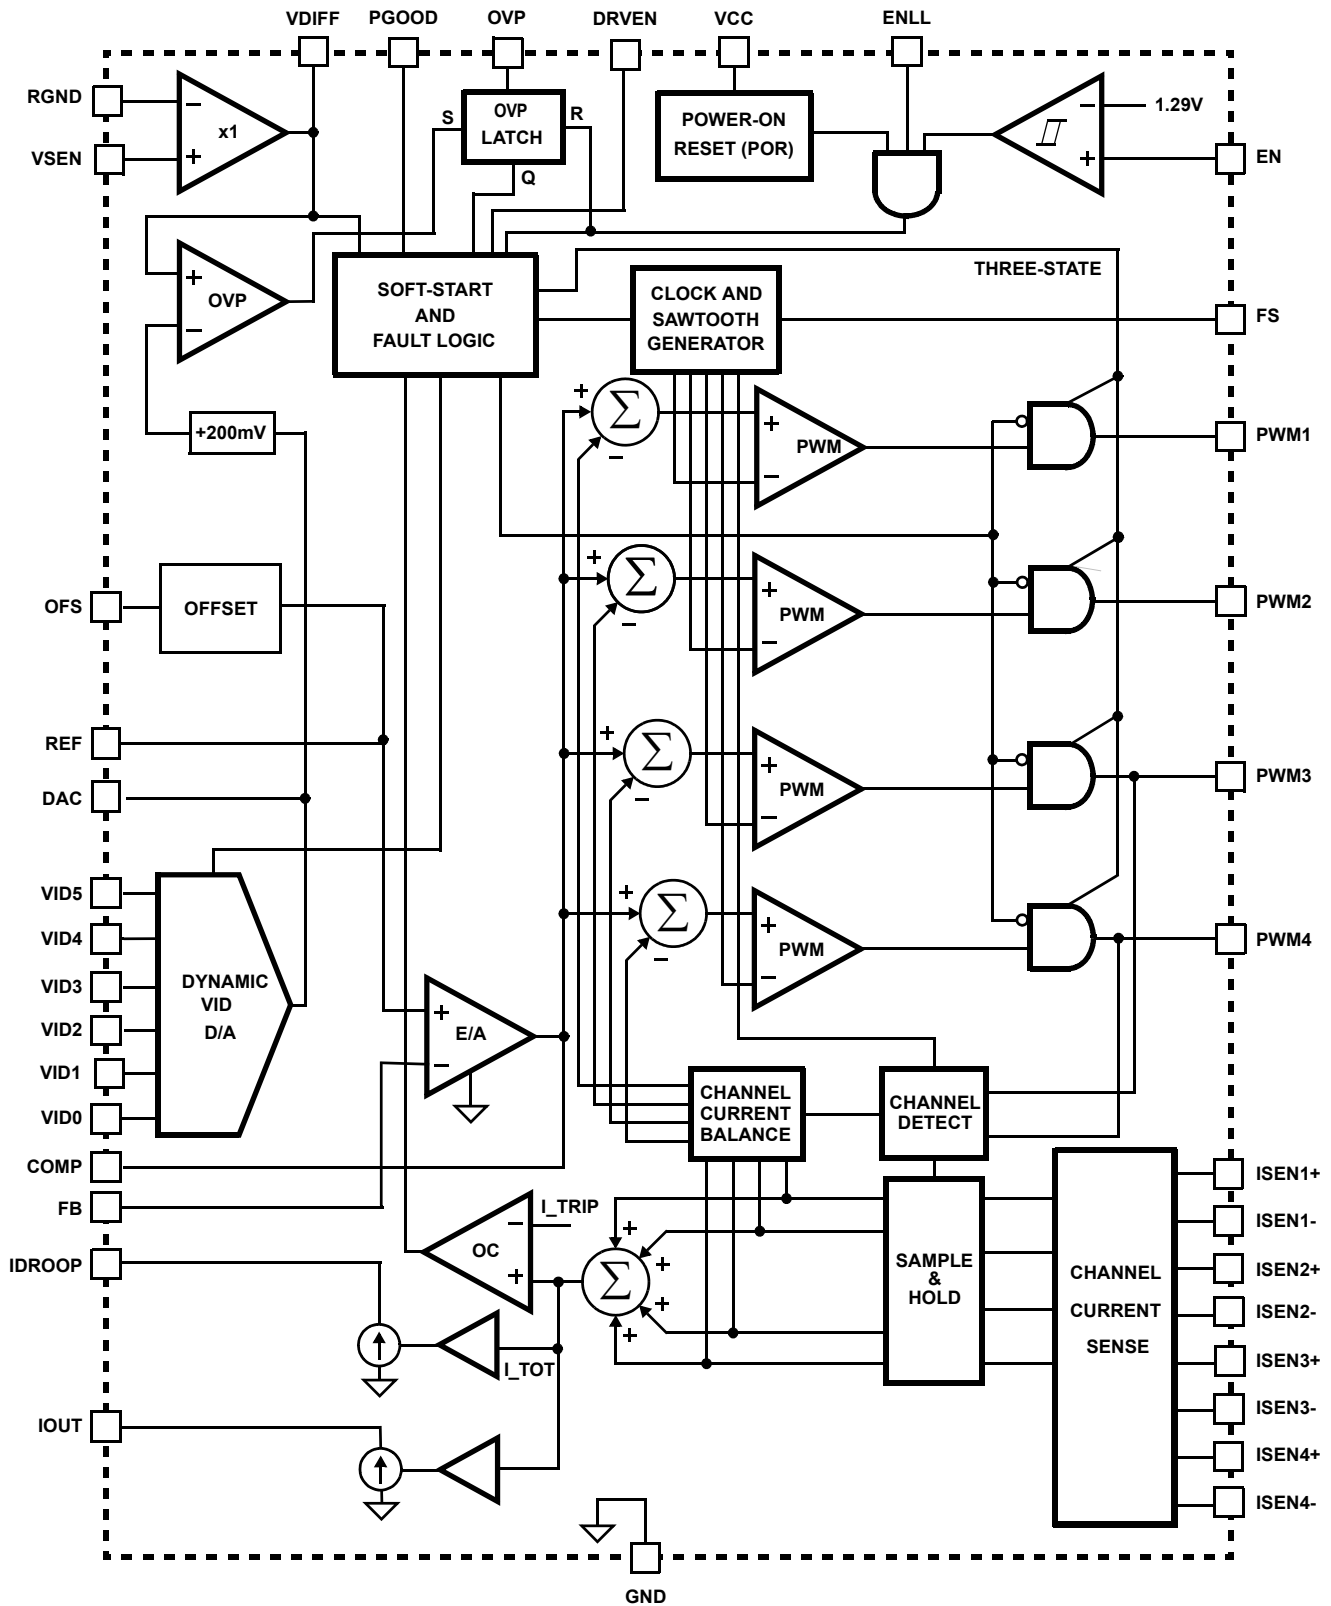 VDIFF PGOOD OVP DRVEN VCC ENLL
RGND
VSEN
− x1 +
S OVP LATCH R
Q
POWER-ON
RESET (POR)
− 1.29V
+
EN
+ OVP −
SOFT-START
AND
FAULT LOGIC
THREE-STATE
CLOCK AND
SAWTOOTH
GENERATOR
FS
+200mV
+ Σ −
+ PWM −
PWM1
OFS
OFFSET
+ Σ −
+ PWM −
PWM2
REF
DAC
+ Σ −
+ PWM −
PWM3
VID5
VID4
VID3
VID2
VID1
VID0
DYNAMIC
VID
D/A
+ Σ −
+ PWM −
PWM4
+ E/A −
COMP
FB
CHANNEL
CURRENT
BALANCE
CHANNEL
DETECT
IDROOP
IOUT
− I_TRIP
OC
+
I_TOT
+ + Σ + +
SAMPLE
&
HOLD
CHANNEL
CURRENT
SENSE
ISEN1+
ISEN1-
ISEN2+
ISEN2-
ISEN3+
ISEN3-
ISEN4+
ISEN4-
GND